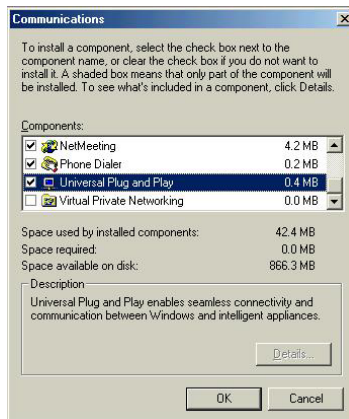 Communications
To install a component, select the check box next to the
component name, or clear the check box if you do not want to
install it. A shaded box means that only part of the component will
be installed. To see what's included in a component, click Details.
Components:
NetMeeting 4.2 MB
Phone Dialer 0.2 MB
Universal Plug and Play 0.4 MB
Virtual Private Networking 0.0 MB
Space used by installed components: 42.4 MB
Space required: 0.0 MB
Space available on disk: 866.3 MB
Description
Universal Plug and Play enables seamless connectivity and
communication between Windows and intelligent appliances.
Details...
OK Cancel